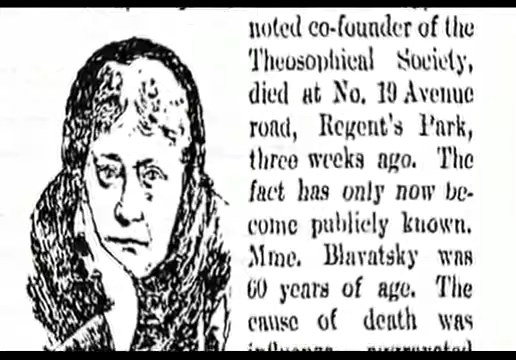 noted co-founder of the
Theosophical Society,
died at No. 19 Avenue
road, Regent's Park,
three weeks ago. The
fact has only now be-
come publicly known.
Mme. Blavatsky was
60 years of age. The
cause of death was
influenza, aggravated